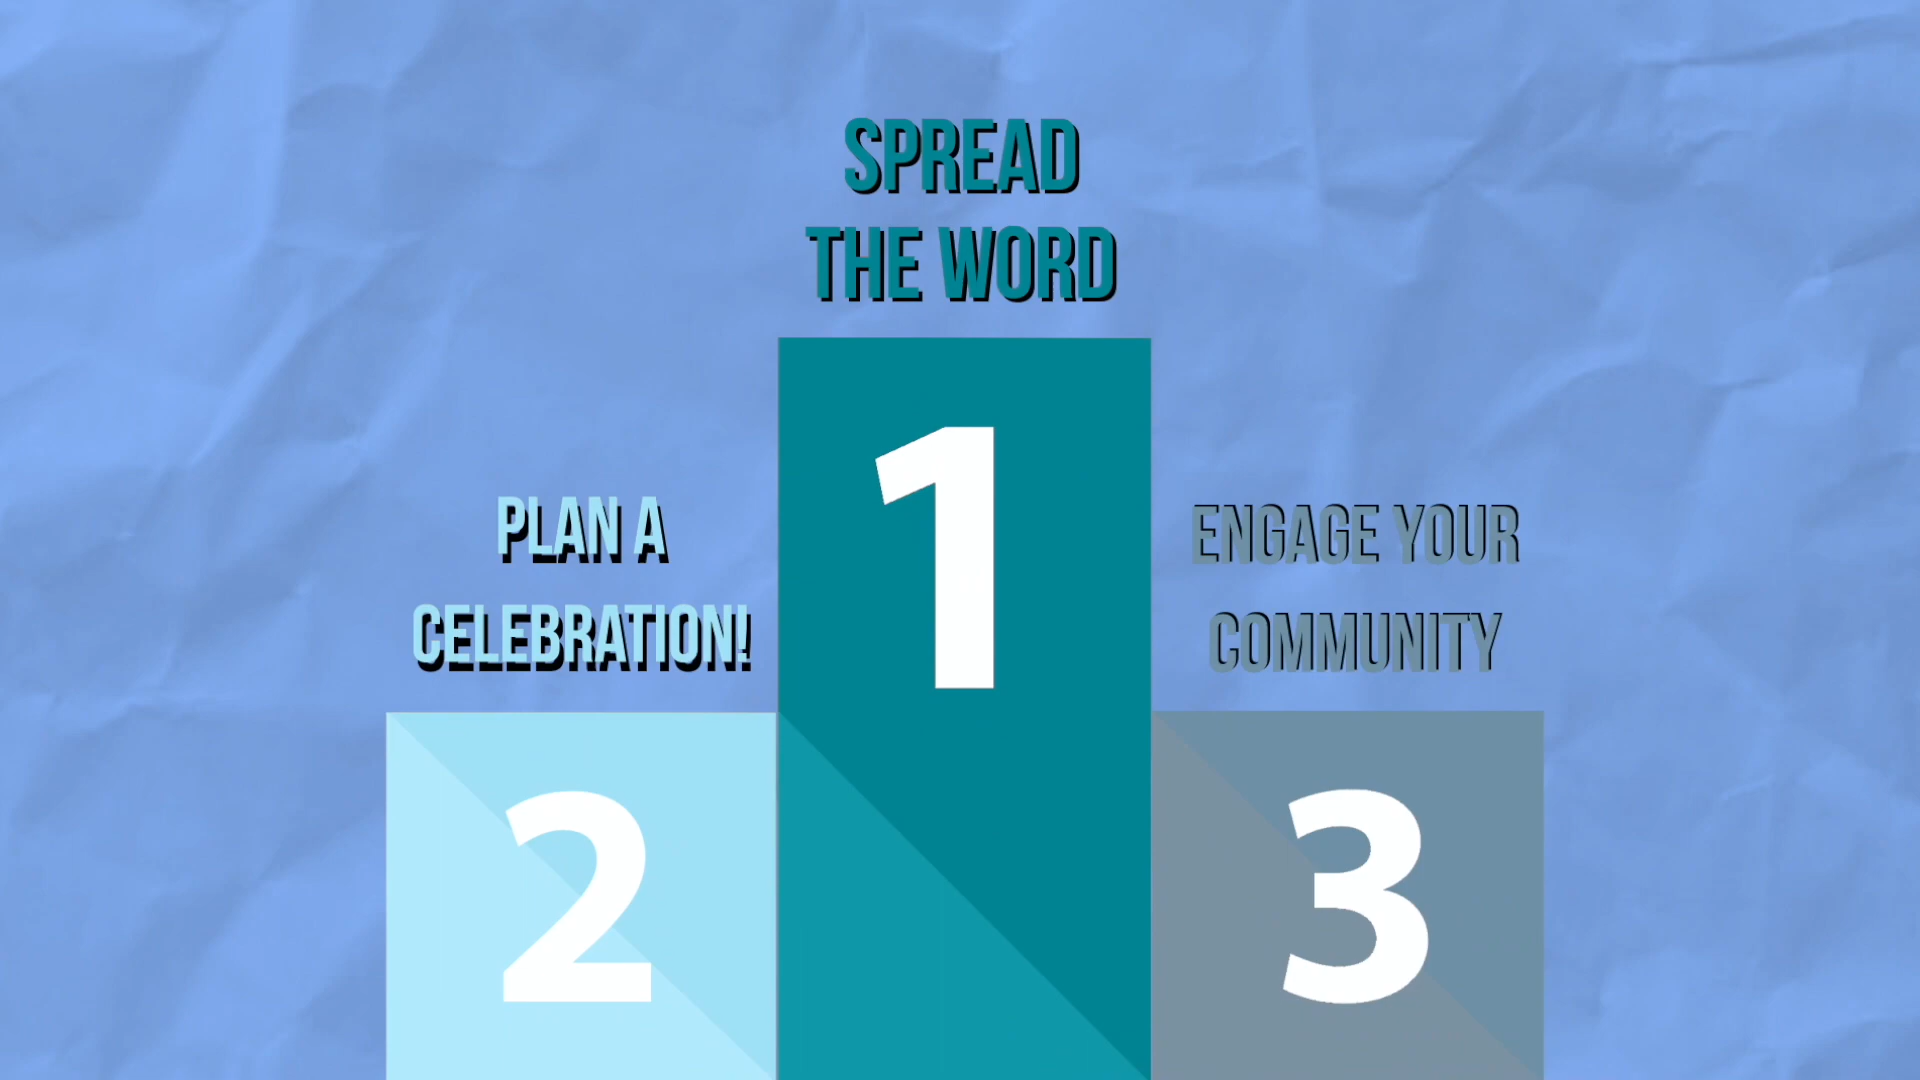 SPREAD
THE WORD
1
PLAN A
CELEBRATION!
2
ENGAGE YOUR
COMMUNITY
3